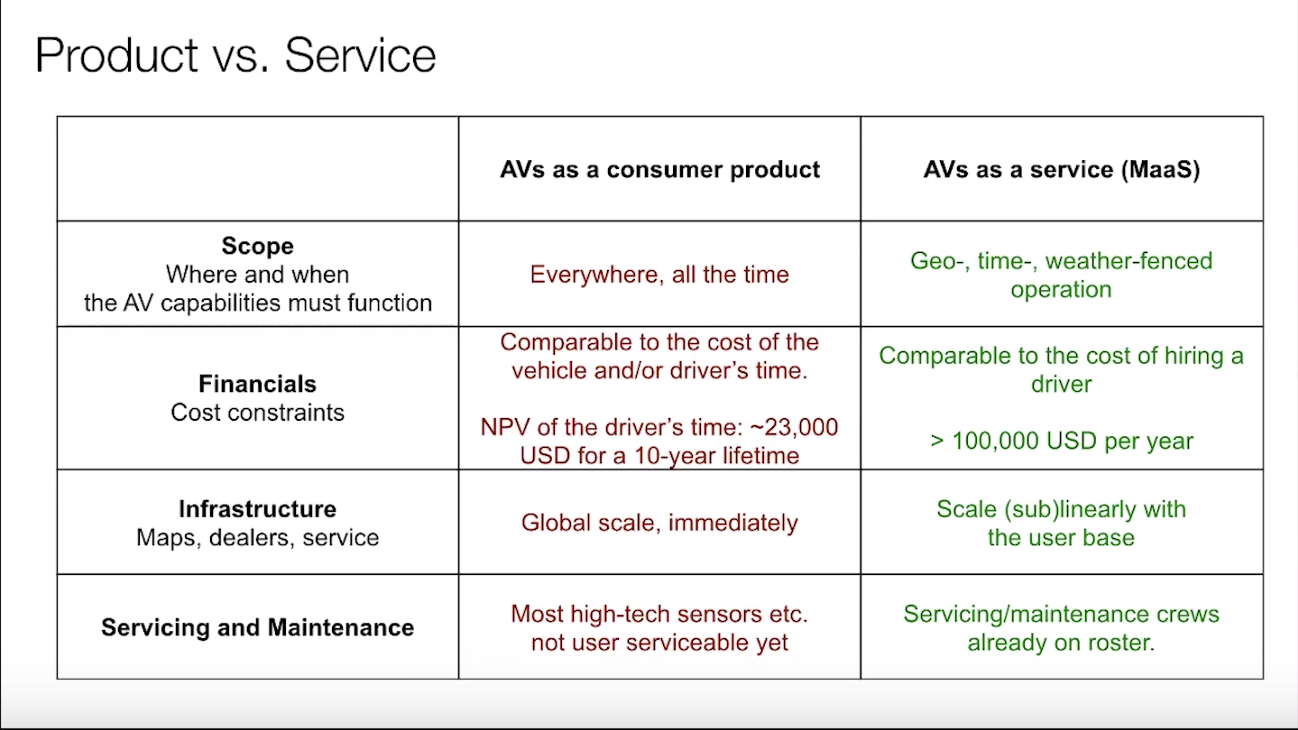 Product vs. Service
AVs as a consumer product
AVs as a service (MaaS)
Scope
Where and when
the AV capabilities must function
Everywhere, all the time
Geo-, time-, weather-fenced
operation
Financials
Cost constraints
Comparable to the cost of the
vehicle and/or driver’s time.
NPV of the driver’s time: ~23,000
USD for a 10-year lifetime
Comparable to the cost of hiring a
driver
> 100,000 USD per year
Infrastructure
Maps, dealers, service
Global scale, immediately
Scale (sub)linearly with
the user base
Servicing and Maintenance
Most high-tech sensors etc.
not user serviceable yet
Servicing/maintenance crews
already on roster.